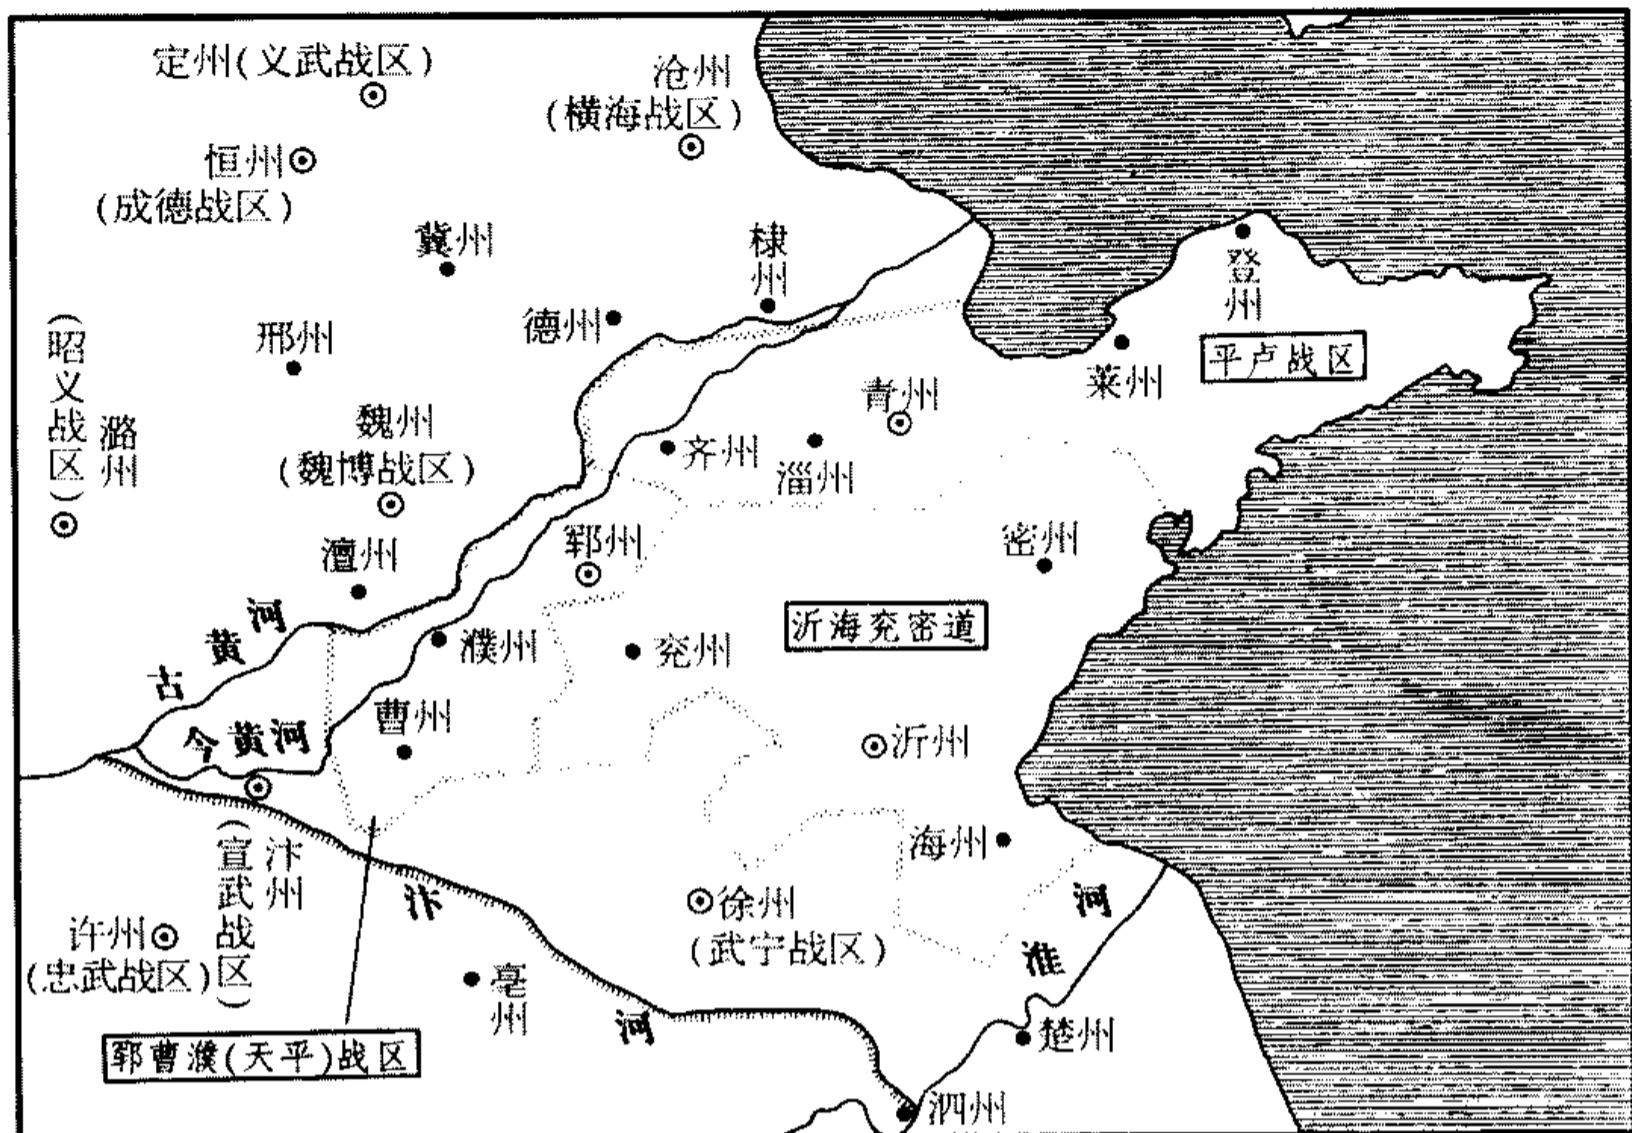 定州(义武战区)
沧州
(横海战区)
恒州
(成德战区)
冀州
棣州
登州
德州
邢州
(昭义战区)
潞州
平卢战区
莱州
青州
魏州
(魏博战区)
齐州
淄州
郓州
密州
澶州
古黄河
濮州
兖州
沂海兖密道
今黄河
曹州
沂州
海州
汴州
(宣武战区)
汴河
徐州
(武宁战区)
淮河
许州
(忠武战区)
亳州
楚州
郓曹濮(天平)战区
泗州